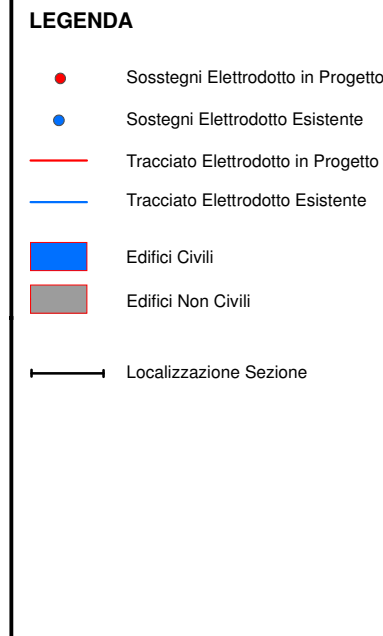 LEGENDA
Sosstegni Elettrodotto in Progetto
Sostegni Elettrodotto Esistente
Tracciato Elettrodotto in Progetto
Tracciato Elettrodotto Esistente
Edifici Civili
Edifici Non Civili
Localizzazione Sezione